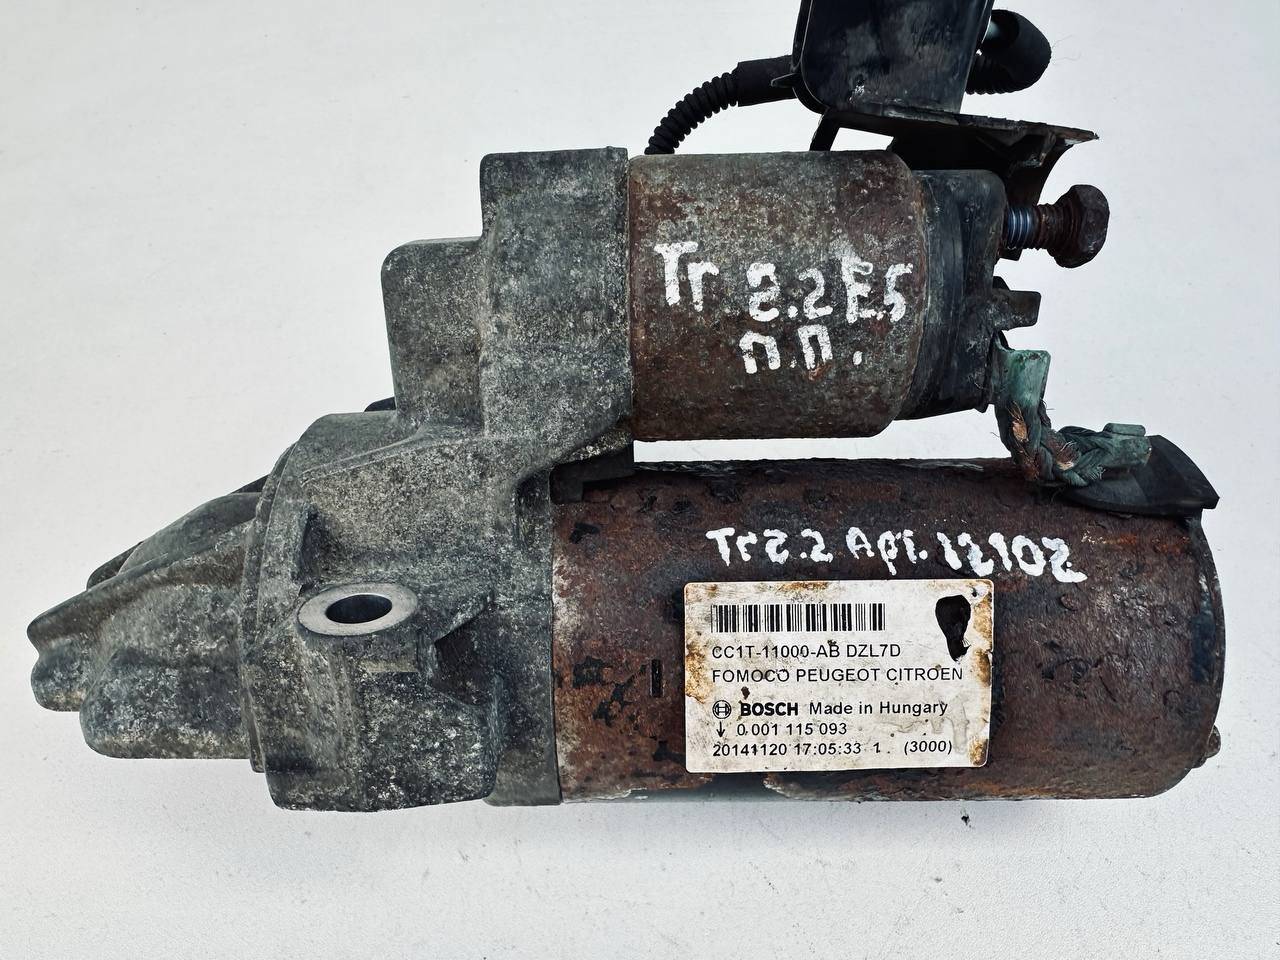 Tr 2.2 E.5
п.п.
Tr 2.2 Арт. 12102
CC1T-11000-AB DZL7D
FOMOCO PEUGEOT CITROEN
BOSCH Made in Hungary
0 001 115 093
20141120 17:05:33 1 (3000)